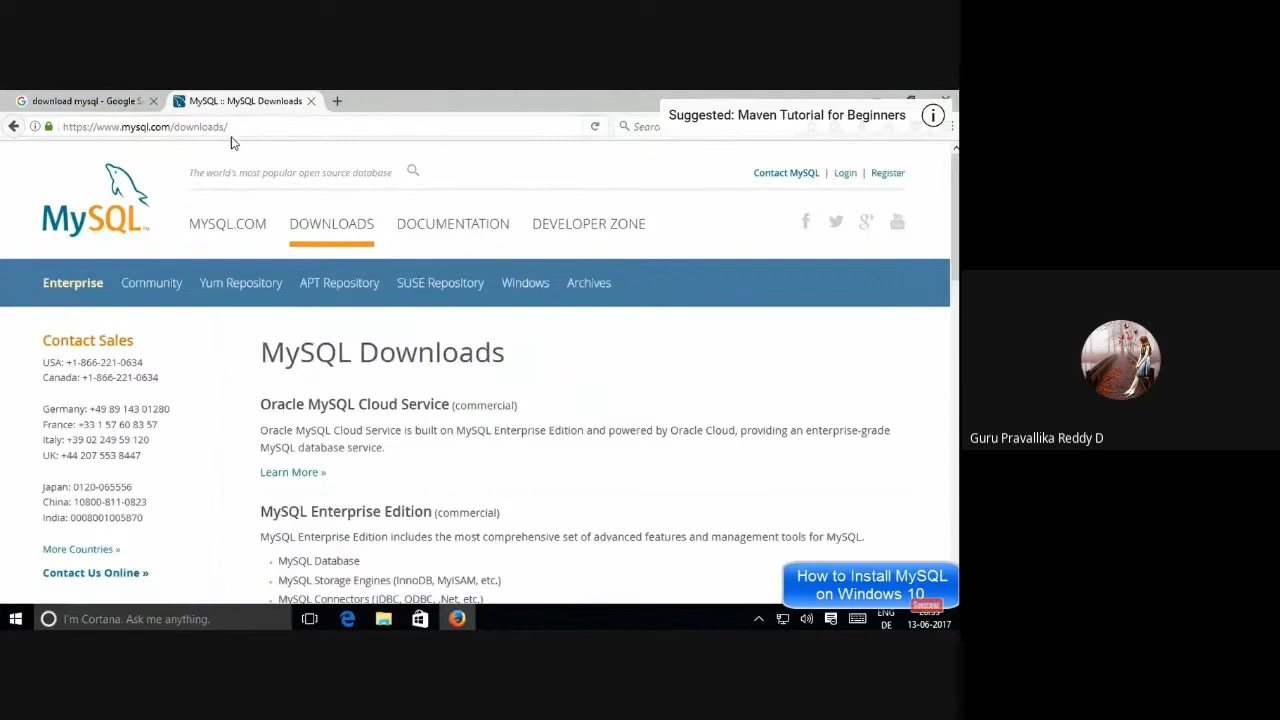 download mysql - Google S
MySQL :: MySQL Downloads
https://www.mysql.com/downloads/
Searc
Suggested: Maven Tutorial for Beginners
The world's most popular open source database
Contact MySQL | Login | Register
MySQL
MYSQL.COM DOWNLOADS DOCUMENTATION DEVELOPER ZONE
Enterprise Community Yum Repository APT Repository SUSE Repository Windows Archives
Contact Sales
USA: +1-866-221-0634
Canada: +1-866-221-0634
Germany: +49 89 143 01280
France: +33 1 57 60 83 57
Italy: +39 02 249 59 120
UK: +44 207 553 8447
Japan: 0120-065556
China: 10800-811-0823
India: 0008001005870
More Countries »
Contact Us Online »
MySQL Downloads
Oracle MySQL Cloud Service (commercial)
Oracle MySQL Cloud Service is built on MySQL Enterprise Edition and powered by Oracle Cloud, providing an enterprise-grade
MySQL database service.
Learn More »
MySQL Enterprise Edition (commercial)
MySQL Enterprise Edition includes the most comprehensive set of advanced features and management tools for MySQL.
MySQL Database
MySQL Storage Engines (InnoDB, MyISAM, etc.)
MySQL Connectors (JDBC, ODBC, .Net, etc.)
How to Install MySQL
on Windows 10
SUBSCRIBE
I'm Cortana. Ask me anything.
ENG
DE
13-06-2017
Guru Pravallika Reddy D